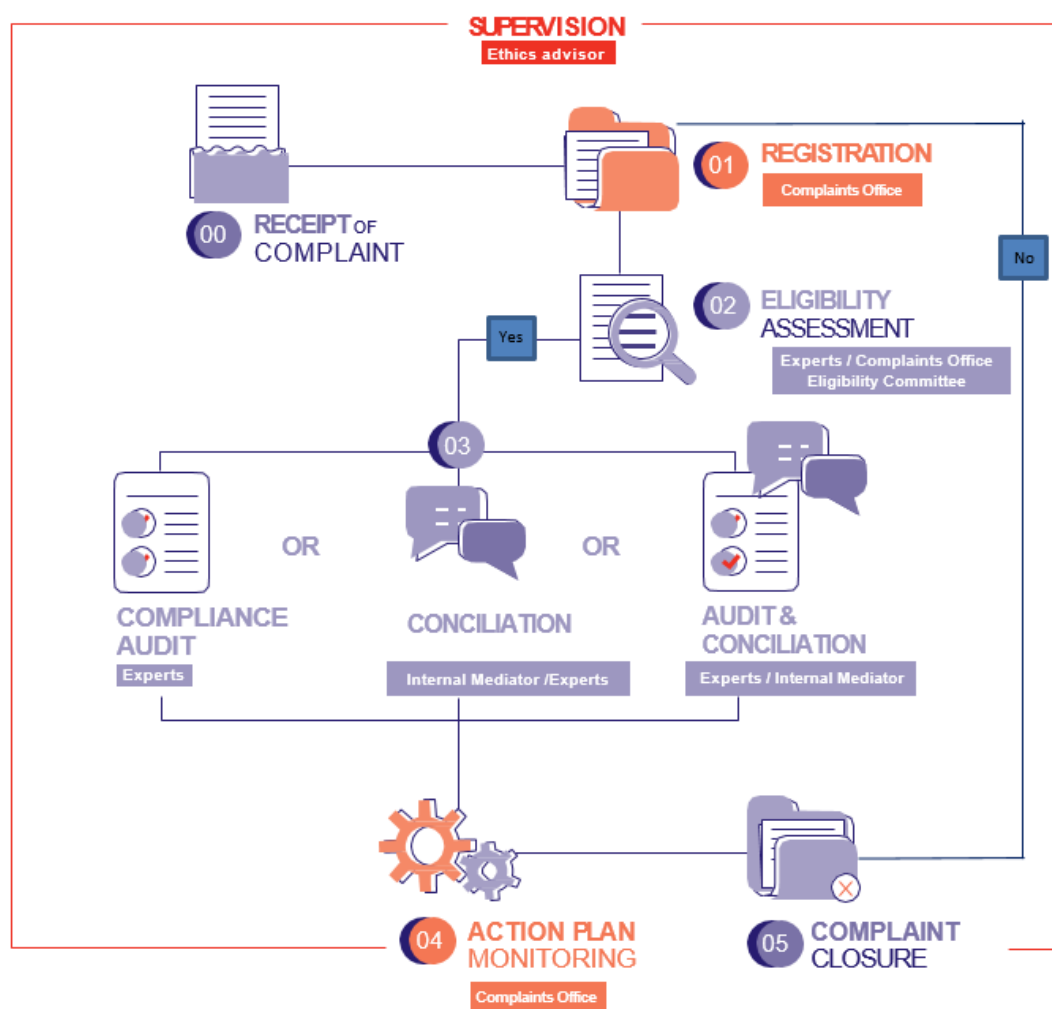 SUPERVISION
Ethics advisor
01 REGISTRATION
Complaints Office
00 RECEIPT OF
COMPLAINT
No
02 ELIGIBILITY
ASSESSMENT
Experts / Complaints Office
Eligibility Committee
Yes
03
OR
OR
COMPLIANCE
AUDIT
Experts
CONCILIATION
Internal Mediator /Experts
AUDIT &
CONCILIATION
Experts / Internal Mediator
04 ACTION PLAN
MONITORING
Complaints Office
05 COMPLAINT
CLOSURE